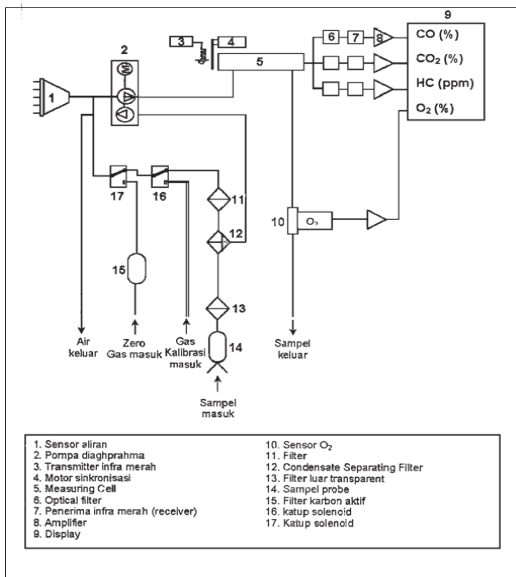 9
CO (%)
CO₂ (%)
HC (ppm)
O₂ (%)
3
4
6
7
8
2
M
5
1
17
16
11
10
O₂
12
15
13
14
Air
keluar
Zero
Gas masuk
Gas
Kalibrasi
masuk
Sampel
masuk
Sampel
keluar
1. Sensor aliran
2. Pompa diaghprahma
3. Transmitter infra merah
4. Motor sinkronisasi
5. Measuring Cell
6. Optical filter
7. Penerima infra merah (receiver)
8. Amplifier
9. Display
10. Sensor O₂
11. Filter
12. Condensate Separating Filter
13. Filter luar transparent
14. Sampel probe
15. Filter karbon aktif
16. katup solenoid
17. Katup solenoid